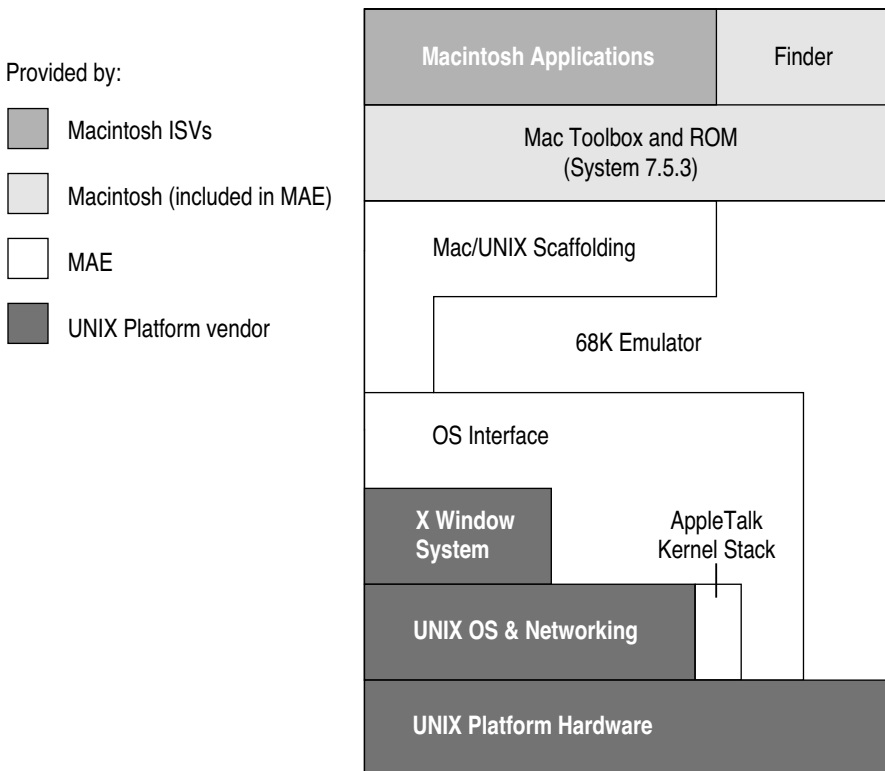 Provided by:
Macintosh ISVs
Macintosh (included in MAE)
MAE
UNIX Platform vendor
Macintosh Applications
Finder
Mac Toolbox and ROM
(System 7.5.3)
Mac/UNIX Scaffolding
68K Emulator
OS Interface
X Window
System
AppleTalk
Kernel Stack
UNIX OS & Networking
UNIX Platform Hardware